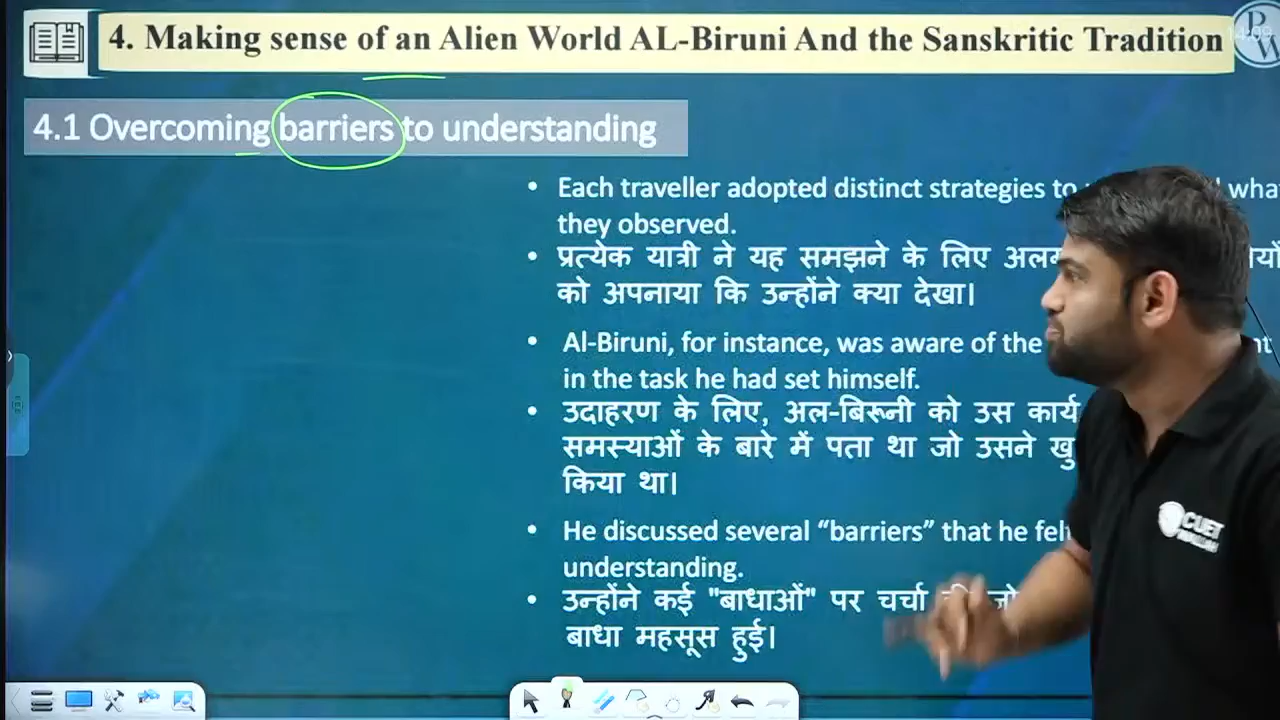 4. Making sense of an Alien World AL-Biruni And the Sanskritic Tradition
P
W
4.1 Overcoming barriers to understanding
• Each traveller adopted distinct strategies to wha
they observed.
• प्रत्येक यात्री ने यह समझने के लिए
को अपनाया कि उन्होंने क्या देखा।
• Al-Biruni, for instance, was aware of the
in the task he had set himself.
• उदाहरण के लिए, अल-बिरूनी को उस कार्य
समस्याओं के बारे में पता था जो उसने
किया था।
• He discussed several “barriers” that he felt
understanding.
• उन्होंने कई "बाधाओं" पर चर्चा की जो
बाधा महसूस हुई।
CUET